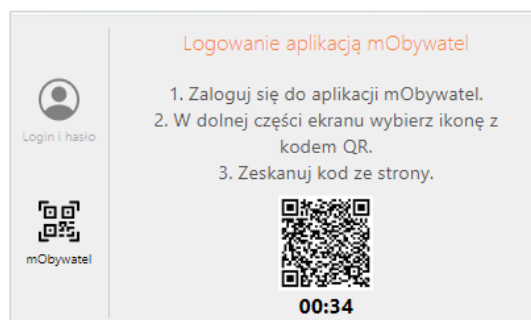 Logowanie aplikacją mObywatel
1. Zaloguj się do aplikacji mObywatel.
2. W dolnej części ekranu wybierz ikonę z
kodem QR.
3. Zeskanuj kod ze strony.
Login i hasło
mObywatel
00:34